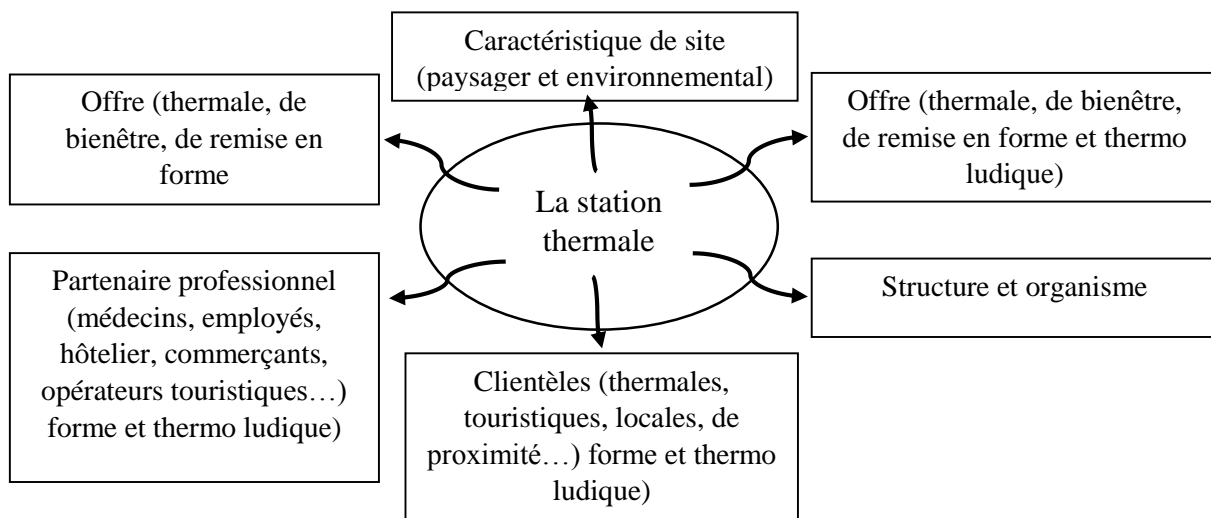 Caractéristique de site
(paysager et environnemental)
Offre (thermale, de
bienêtre, de remise en
forme
Offre (thermale, de bienêtre,
de remise en forme et thermo
ludique)
La station
thermale
Partenaire professionnel
(médecins, employés,
hôtelier, commerçants,
opérateurs touristiques…)
forme et thermo ludique)
Structure et organisme
Clientèles (thermales,
touristiques, locales, de
proximité…) forme et thermo
ludique)